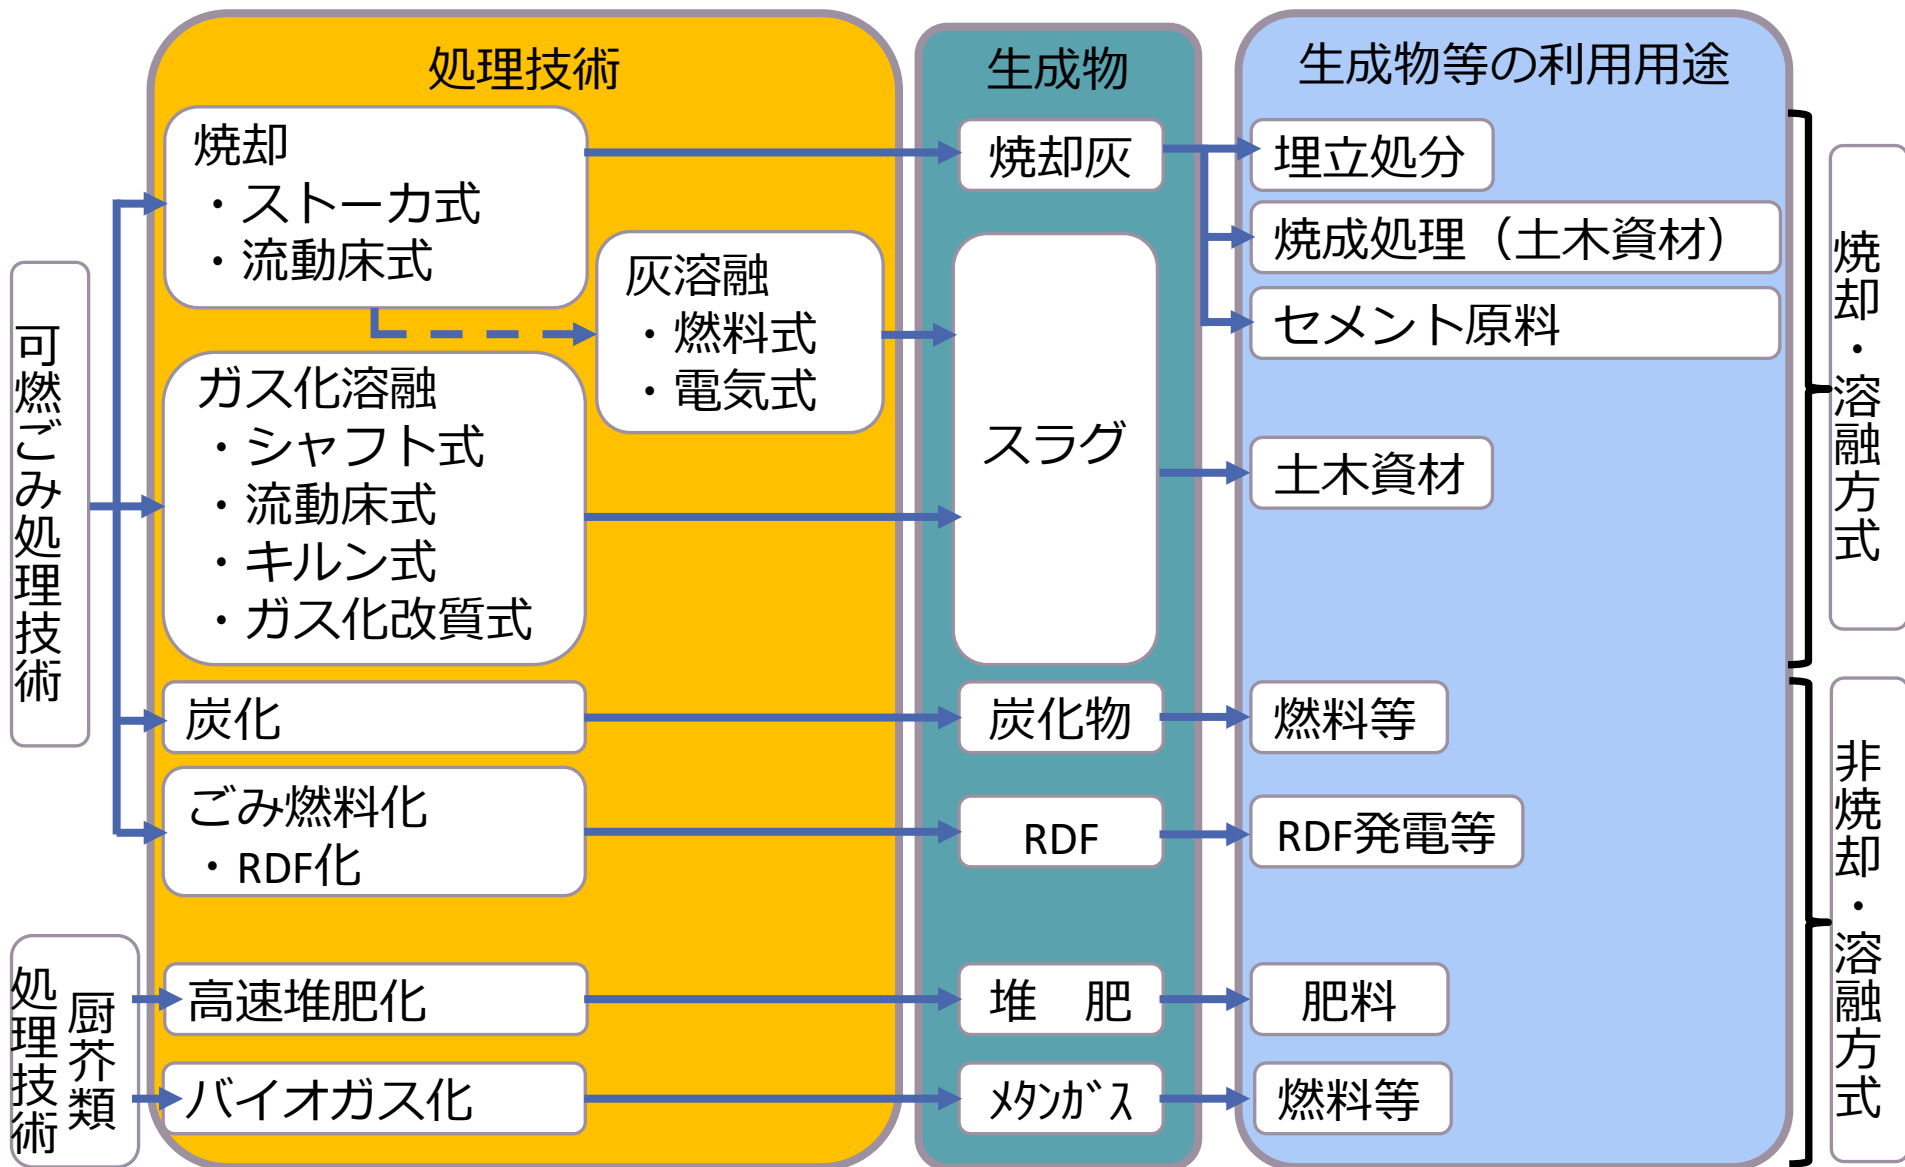 処理技術
生成物
生成物等の利用用途
可燃ごみ処理技術
焼却
・ストーカ式
・流動床式
灰溶融
・燃料式
・電気式
ガス化溶融
・シャフト式
・流動床式
・キルン式
・ガス化改質式
炭化
ごみ燃料化
・RDF化
厨芥類
処理技術
高速堆肥化
バイオガス化
焼却灰
スラグ
炭化物
RDF
堆　肥
ﾒﾀﾝｶﾞｽ
埋立処分
焼成処理（土木資材）
セメント原料
土木資材
燃料等
RDF発電等
肥料
燃料等
焼却・溶融方式
非焼却・溶融方式